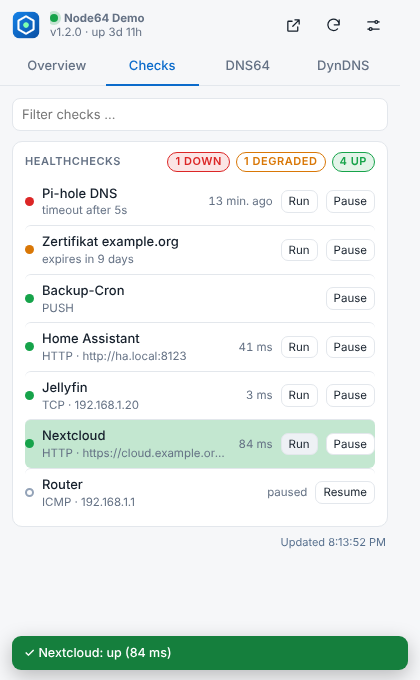 Node64 Demo
v1.2.0 · up 3d 11h
Overview Checks DNS64 DynDNS
Filter checks ...
HEALTHCHECKS 1 DOWN 1 DEGRADED 4 UP
Pi-hole DNS
timeout after 5s
13 min. ago Run Pause
Zertifikat example.org
expires in 9 days
Run Pause
Backup-Cron
PUSH
Pause
Home Assistant
HTTP · http://ha.local:8123
41 ms Run Pause
Jellyfin
TCP · 192.168.1.20
3 ms Run Pause
Nextcloud
HTTP · https://cloud.example.or...
84 ms Run Pause
Router
ICMP · 192.168.1.1
paused Resume
Updated 8:13:52 PM
✓ Nextcloud: up (84 ms)